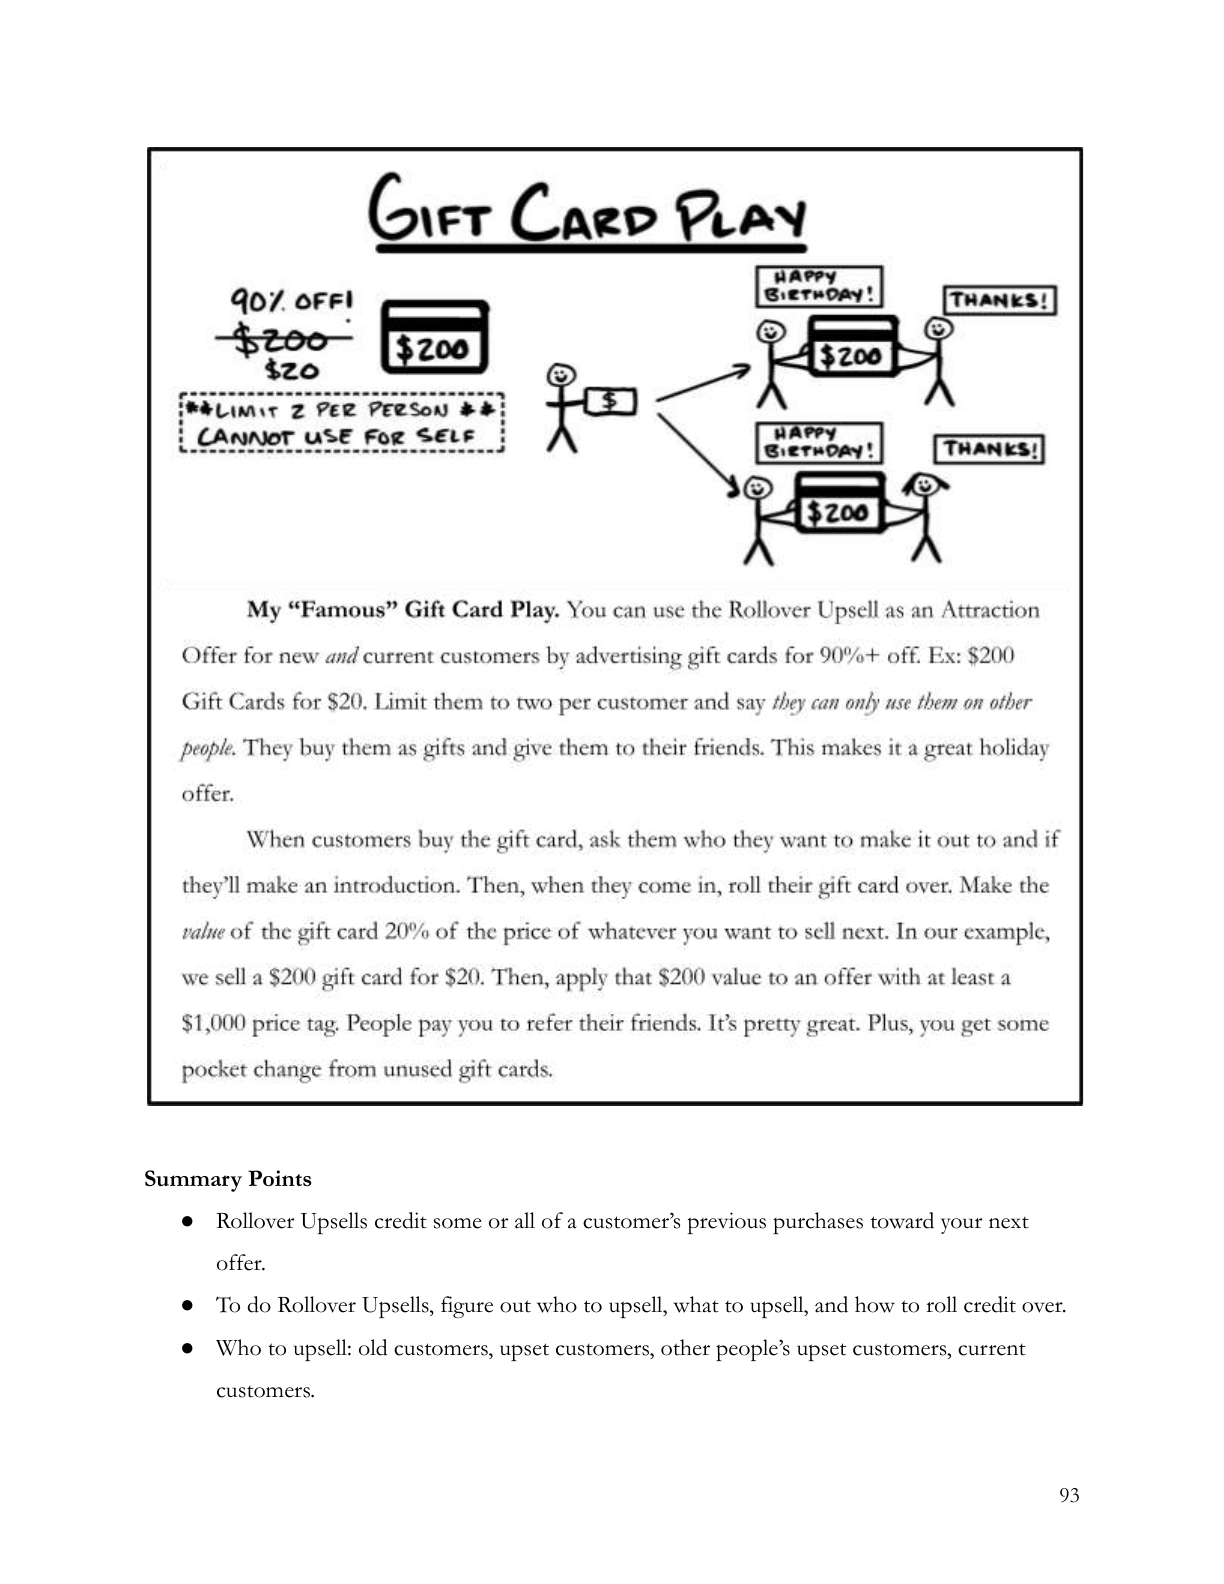 GIFT CARD PLAY
90% OFF!
$200
$20
$200
**LIMIT 2 PER PERSON**
CANNOT USE FOR SELF
$
HAPPY
BIRTHDAY!
THANKS!
$200
HAPPY
BIRTHDAY!
THANKS!
$200
My “Famous” Gift Card Play. You can use the Rollover Upsell as an Attraction
Offer for new and current customers by advertising gift cards for 90%+ off. Ex: $200
Gift Cards for $20. Limit them to two per customer and say they can only use them on other
people. They buy them as gifts and give them to their friends. This makes it a great holiday
offer.
When customers buy the gift card, ask them who they want to make it out to and if
they’ll make an introduction. Then, when they come in, roll their gift card over. Make the
value of the gift card 20% of the price of whatever you want to sell next. In our example,
we sell a $200 gift card for $20. Then, apply that $200 value to an offer with at least a
$1,000 price tag. People pay you to refer their friends. It’s pretty great. Plus, you get some
pocket change from unused gift cards.
Summary Points
● Rollover Upsells credit some or all of a customer’s previous purchases toward your next
offer.
● To do Rollover Upsells, figure out who to upsell, what to upsell, and how to roll credit over.
● Who to upsell: old customers, upset customers, other people’s upset customers, current
customers.
93